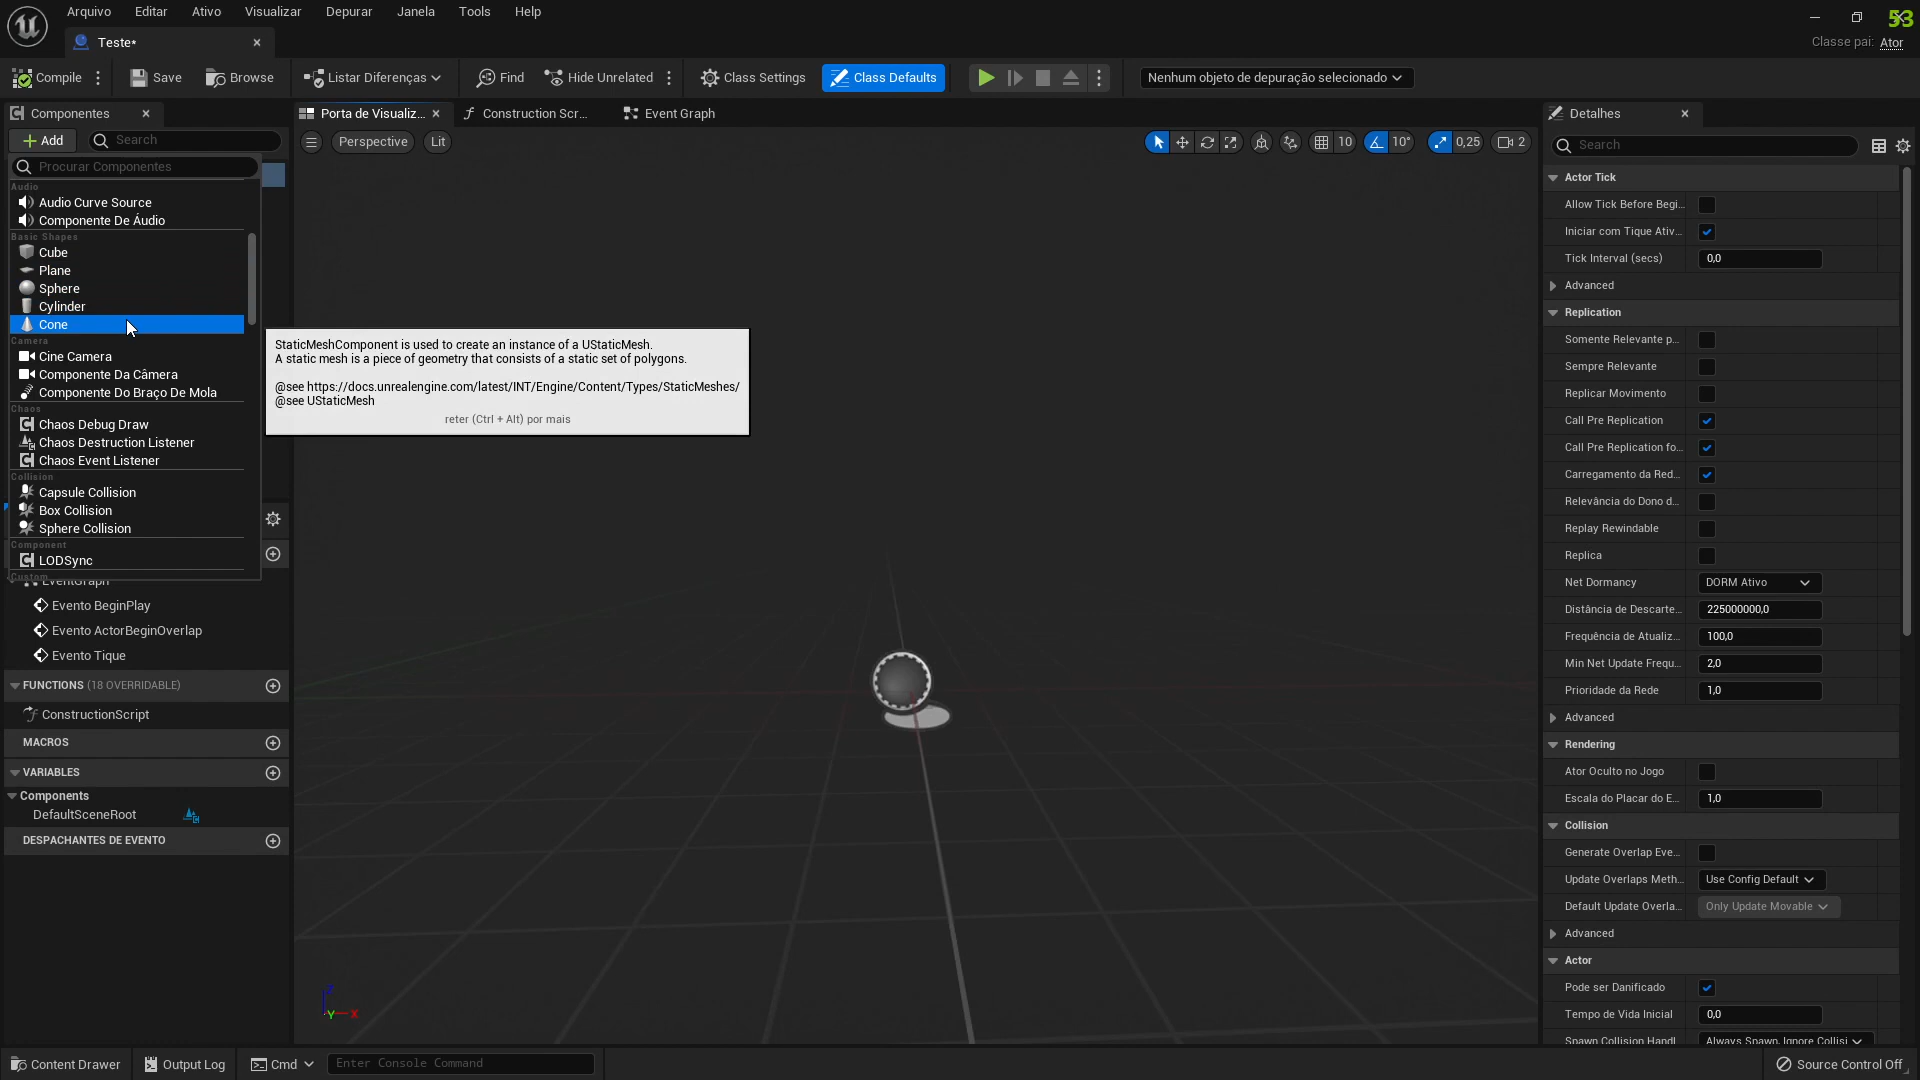 Arquivo Editar Ativo Visualizar Depurar Janela Tools Help
53
Teste*
Classe pai: Ator
Compile Save Browse Listar Diferenças Find Hide Unrelated Class Settings Class Defaults Nenhum objeto de depuração selecionado
Componentes
Porta de Visualiz... Construction Scr... Event Graph
Detalhes
Add Search
Perspective Lit 10 10° 0,25 2
Search
Procurar Componentes
Audio
Audio Curve Source
Componente De Áudio
Basic Shapes
Cube
Plane
Sphere
Cylinder
Cone
Camera
Cine Camera
Componente Da Câmera
Componente Do Braço De Mola
Chaos
Chaos Debug Draw
Chaos Destruction Listener
Chaos Event Listener
Collision
Capsule Collision
Box Collision
Sphere Collision
Component
LODSync
Custom
EventGraph
Evento BeginPlay
Evento ActorBeginOverlap
Evento Tique
FUNCTIONS (18 OVERRIDABLE)
ConstructionScript
MACROS
VARIABLES
Components
DefaultSceneRoot
DESPACHANTES DE EVENTO
StaticMeshComponent is used to create an instance of a UStaticMesh.
A static mesh is a piece of geometry that consists of a static set of polygons.
@see https://docs.unrealengine.com/latest/INT/Engine/Content/Types/StaticMeshes/
@see UStaticMesh
reter (Ctrl + Alt) por mais
Z
Y X
Actor Tick
Allow Tick Before Begi...
Iniciar com Tique Ativ...
Tick Interval (secs) 0,0
Advanced
Replication
Somente Relevante p...
Sempre Relevante
Replicar Movimento
Call Pre Replication
Call Pre Replication fo...
Carregamento da Red...
Relevância do Dono d...
Replay Rewindable
Replica
Net Dormancy DORM Ativo
Distância de Descarte... 225000000,0
Frequência de Atualiz... 100,0
Min Net Update Frequ... 2,0
Prioridade da Rede 1,0
Advanced
Rendering
Ator Oculto no Jogo
Escala do Placar do E... 1,0
Collision
Generate Overlap Eve...
Update Overlaps Meth... Use Config Default
Default Update Overla... Only Update Movable
Advanced
Actor
Pode ser Danificado
Tempo de Vida Inicial 0,0
Spawn Collision Handl... Always Spawn, Ignore Collisi
Content Drawer Output Log Cmd Enter Console Command Source Control Off